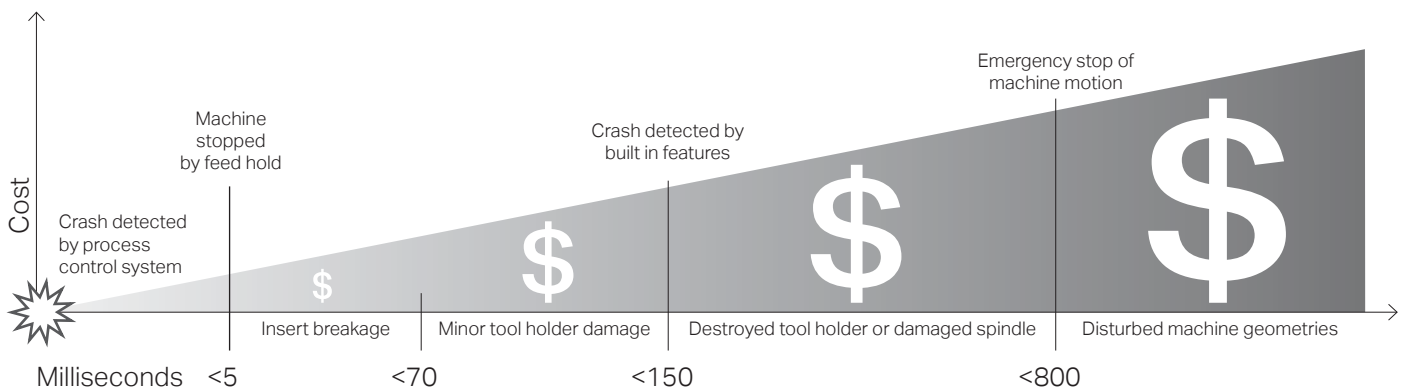 Cost
Crash detected
by process
control system
Machine
stopped
by feed hold
Crash detected by
built in features
Emergency stop of
machine motion
$ $ $ $
Insert breakage Minor tool holder damage Destroyed tool holder or damaged spindle Disturbed machine geometries
Milliseconds <5 <70 <150 <800